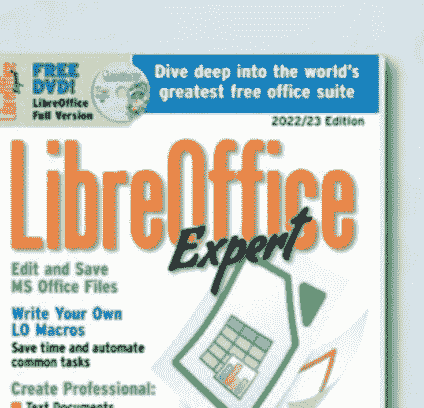 FREE
DVD!
LibreOffice
Full Version
Dive deep into the world's
greatest free office suite
2022/23 Edition
LibreOffice
Expert
Edit and Save
MS Office Files
Write Your Own
LO Macros
Save time and automate
common tasks
Create Professional:
Text Documents